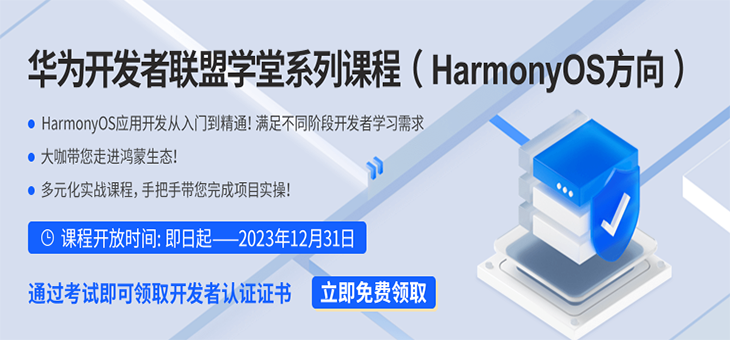 华为开发者联盟学堂系列课程（HarmonyOS方向）
HarmonyOS应用开发从入门到精通！满足不同阶段开发者学习需求
大咖带您走进鸿蒙生态！
多元化实战课程，手把手带您完成项目实操！
课程开放时间: 即日起——2023年12月31日
通过考试即可领取开发者认证证书 立即免费领取